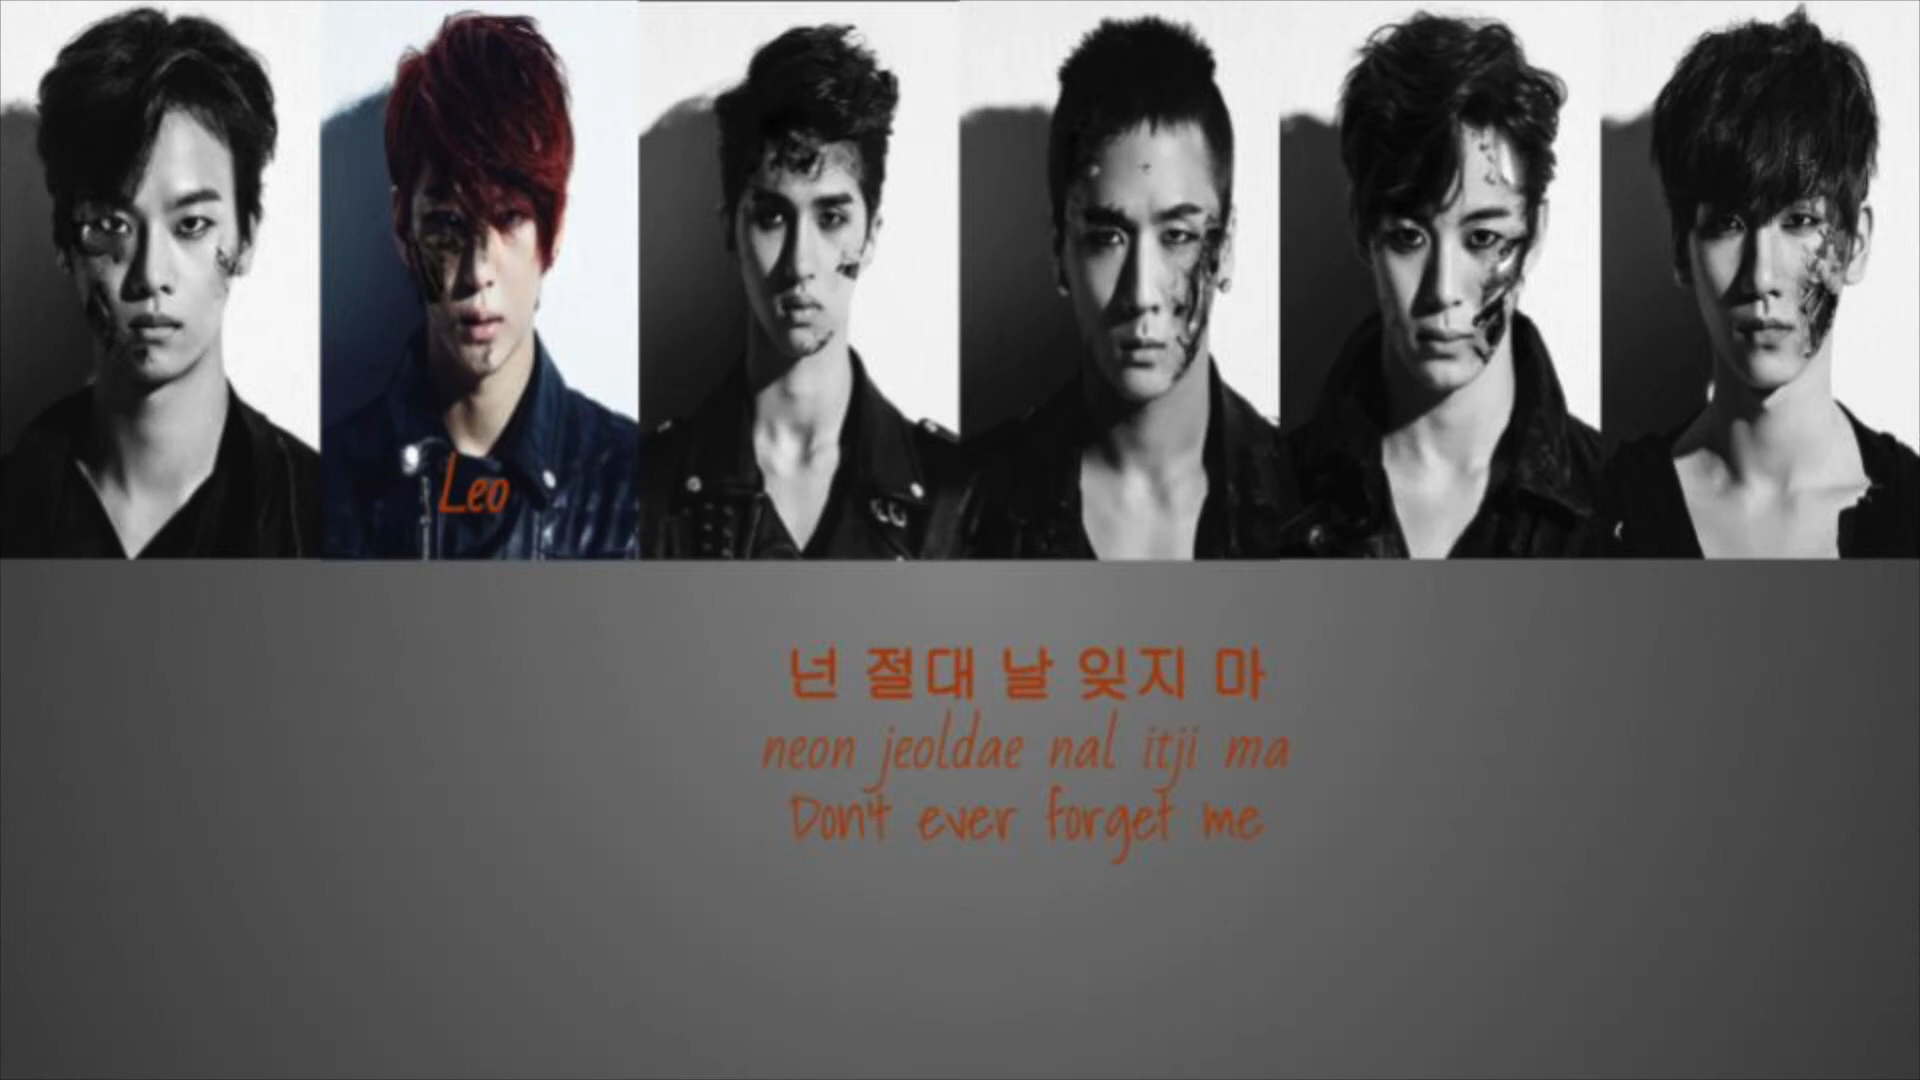 Leo
넌 절대 날 잊지 마
neon jeoldae nal itji ma
Don't ever forget me